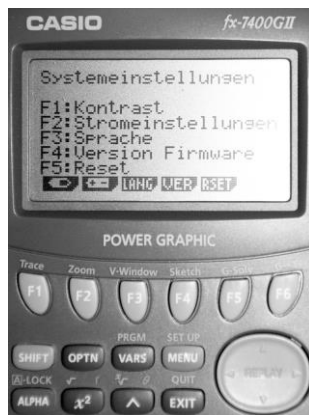 CASIO fx-7400GII
Systemeinstellungen
F1:Kontrast
F2:Stromeinstellungen
F3:Sprache
F4:Version Firmware
F5:Reset
LANG VER RSET
POWER GRAPHIC
Trace Zoom V-Window Sketch G-Solv
F1 F2 F3 F4 F5 F6
PRGM SET UP
SHIFT OPTN VARS MENU
A-LOCK √ r θ QUIT
ALPHA x² ^ EXIT
REPLAY